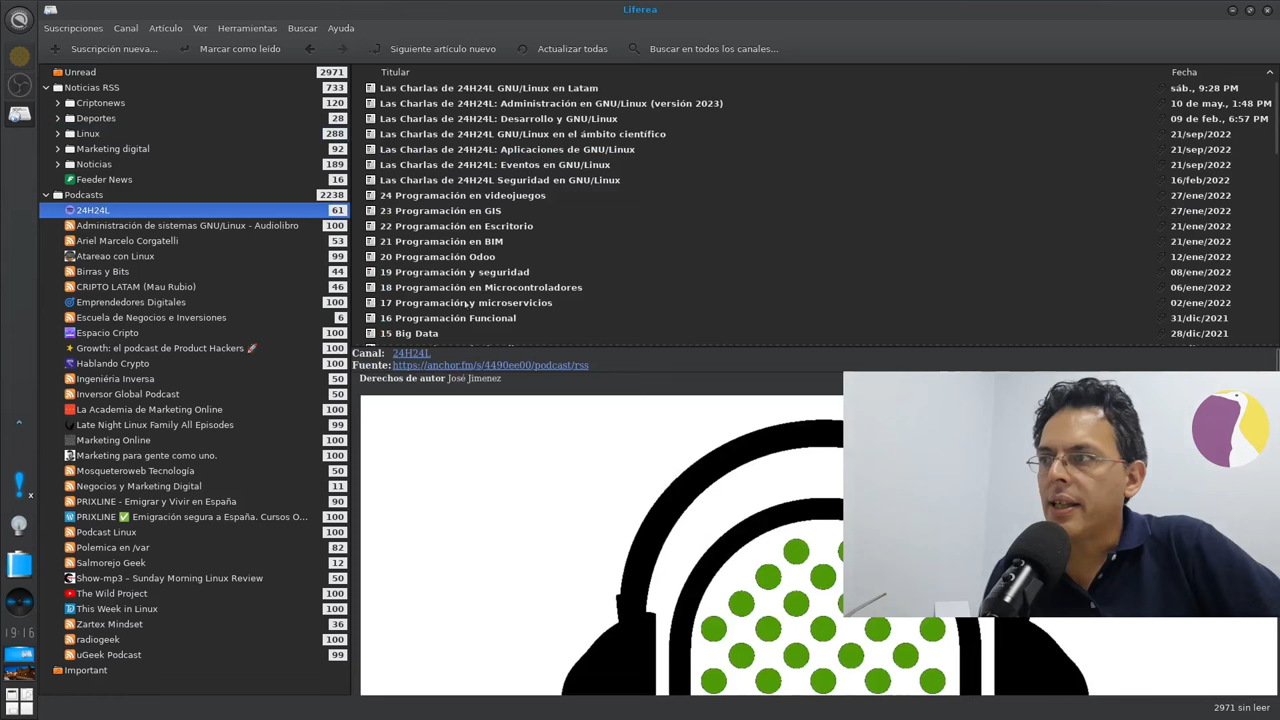 Liferea
Suscripciones Canal Artículo Ver Herramientas Buscar Ayuda
Suscripción nueva... Marcar como leído Siguiente artículo nuevo Actualizar todas Buscar en todos los canales...
Unread 2971
Noticias RSS 733
Criptonews 120
Deportes 28
Linux 288
Marketing digital 92
Noticias 189
Feeder News 16
Podcasts 2238
24H24L 61
Administración de sistemas GNU/Linux - Audiolibro 100
Ariel Marcelo Corgatelli 53
Atareao con Linux 99
Birras y Bits 44
CRIPTO LATAM (Mau Rubio) 46
Emprendedores Digitales 100
Escuela de Negocios e Inversiones 6
Espacio Cripto 100
Growth: el podcast de Product Hackers 🚀 100
Hablando Crypto 100
Ingeniería Inversa 50
Inversor Global Podcast 50
La Academia de Marketing Online 100
Late Night Linux Family All Episodes 100
Marketing Online 100
Marketing para gente como uno. 100
Mosqueteroweb Tecnología 50
Negocios y Marketing Digital 11
PRIXLINE - Emigrar y Vivir en España 90
PRIXLINE ✅ Emigración segura a España. Cursos O... 100
Podcast Linux 100
Polemica en /var 82
Salmorejo Geek 12
Show-mp3 – Sunday Morning Linux Review 50
The Wild Project 100
This Week in Linux 100
Zartex Mindset 36
radiogeek 100
uGeek Podcast 99
Important
Titular Fecha
Las Charlas de 24H24L GNU/Linux en Latam sáb., 9:28 PM
Las Charlas de 24H24L: Administración en GNU/Linux (versión 2023) 10 de may., 1:48 PM
Las Charlas de 24H24L: Desarrollo y GNU/Linux 09 de feb., 6:57 PM
Las Charlas de 24H24L GNU/Linux en el ámbito científico 21/sep/2022
Las Charlas de 24H24L: Aplicaciones de GNU/Linux 21/sep/2022
Las Charlas de 24H24L: Eventos en GNU/Linux 21/sep/2022
Las Charlas de 24H24L Seguridad en GNU/Linux 16/feb/2022
24 Programación en videojuegos 27/ene/2022
23 Programación en GIS 27/ene/2022
22 Programación en Escritorio 21/ene/2022
21 Programación en BIM 21/ene/2022
20 Programación Odoo 12/ene/2022
19 Programación y seguridad 08/ene/2022
18 Programación en Microcontroladores 06/ene/2022
17 Programación y microservicios 02/ene/2022
16 Programación Funcional 31/dic/2021
15 Big Data 28/dic/2021
Canal: 24H24L
Fuente: https://anchor.fm/s/4490ee00/podcast/rss
Derechos de autor José Jimenez
19 16
2971 sin leer